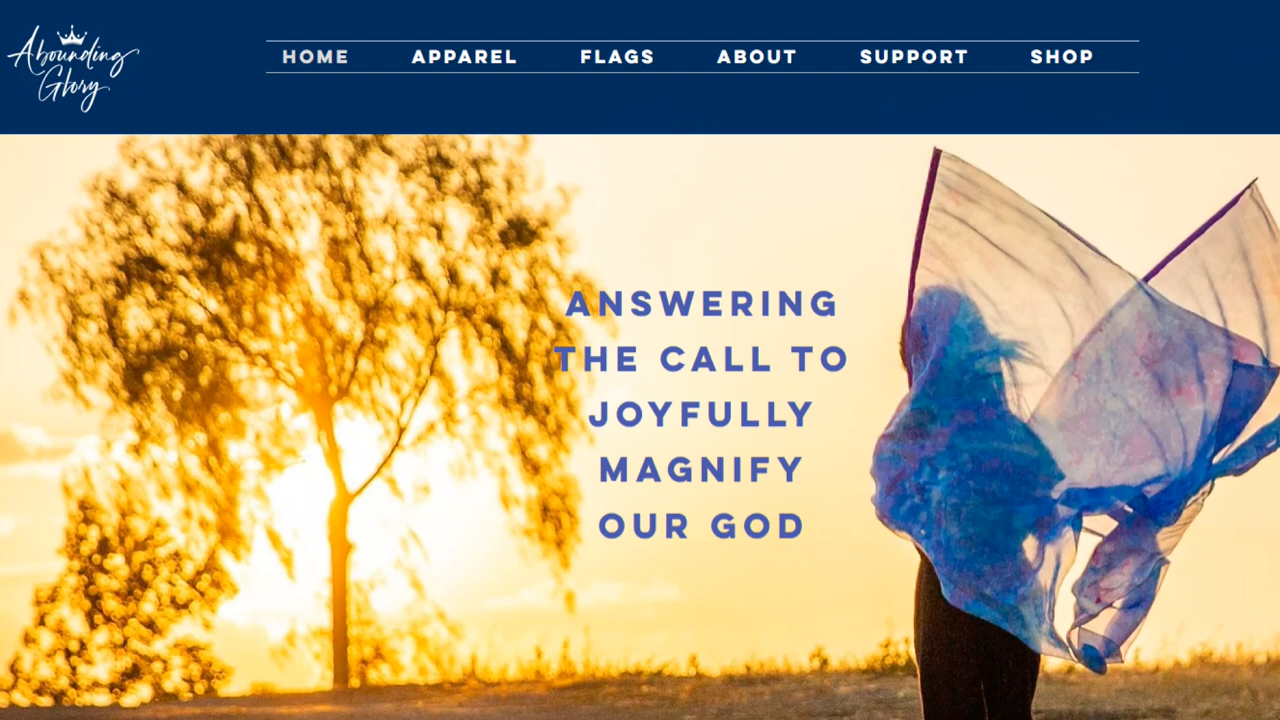 Abounding
Glory
HOME APPAREL FLAGS ABOUT SUPPORT SHOP
ANSWERING
THE CALL TO
JOYFULLY
MAGNIFY
OUR GOD